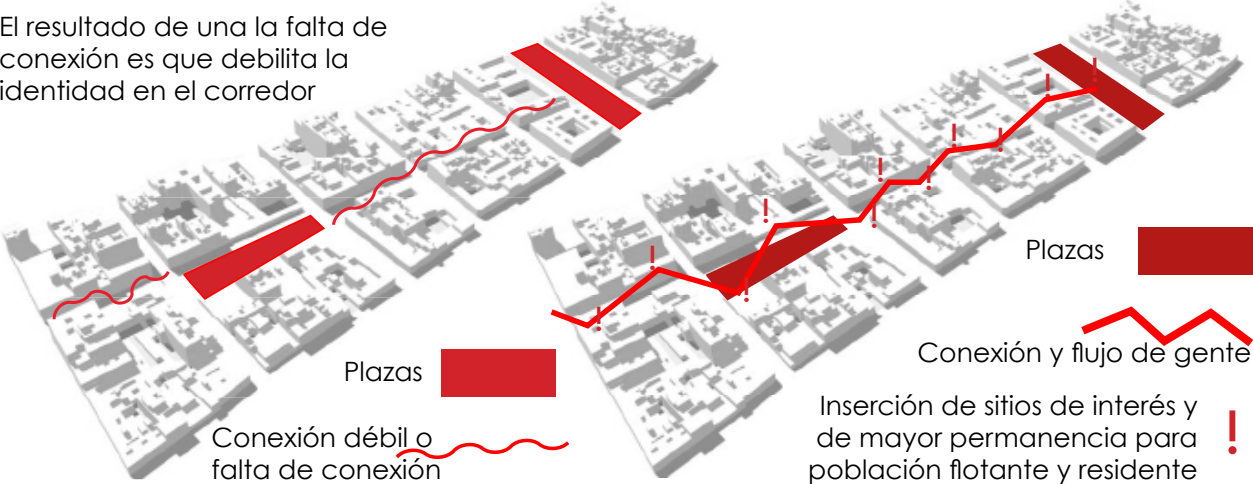 El resultado de una la falta de
conexión es que debilita la
identidad en el corredor
Plazas
Conexión débil o
falta de conexión
Plazas
Conexión y flujo de gente
Inserción de sitios de interés y
de mayor permanencia para
población flotante y residente